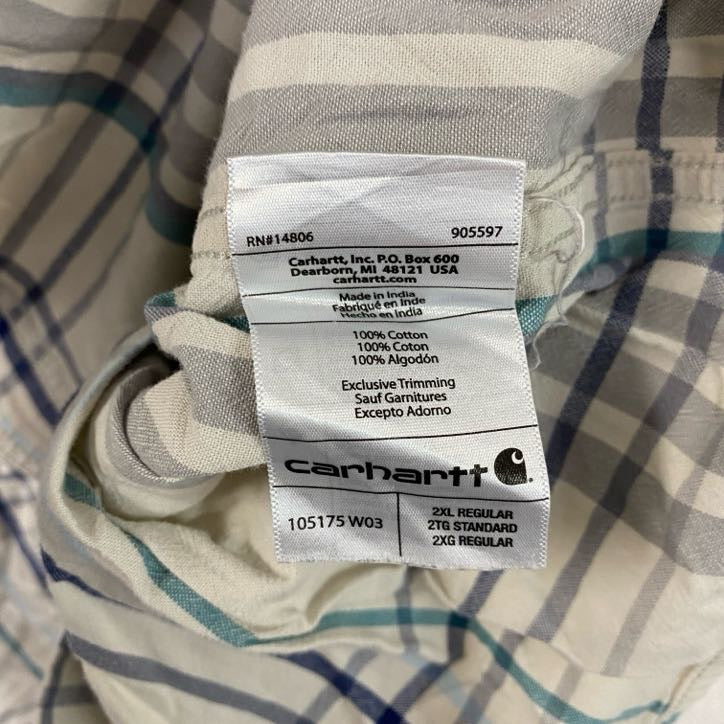 RN#14806 905597
Carhartt, Inc. P.O. Box 600
Dearborn, MI 48121 USA
carhartt.com
Made in India
Fabriqué en Inde
Hecho en India
100% Cotton
100% Coton
100% Algodón
Exclusive Trimming
Sauf Garnitures
Excepto Adorno
carhartt
105175 W03
2XL REGULAR
2TG STANDARD
2XG REGULAR